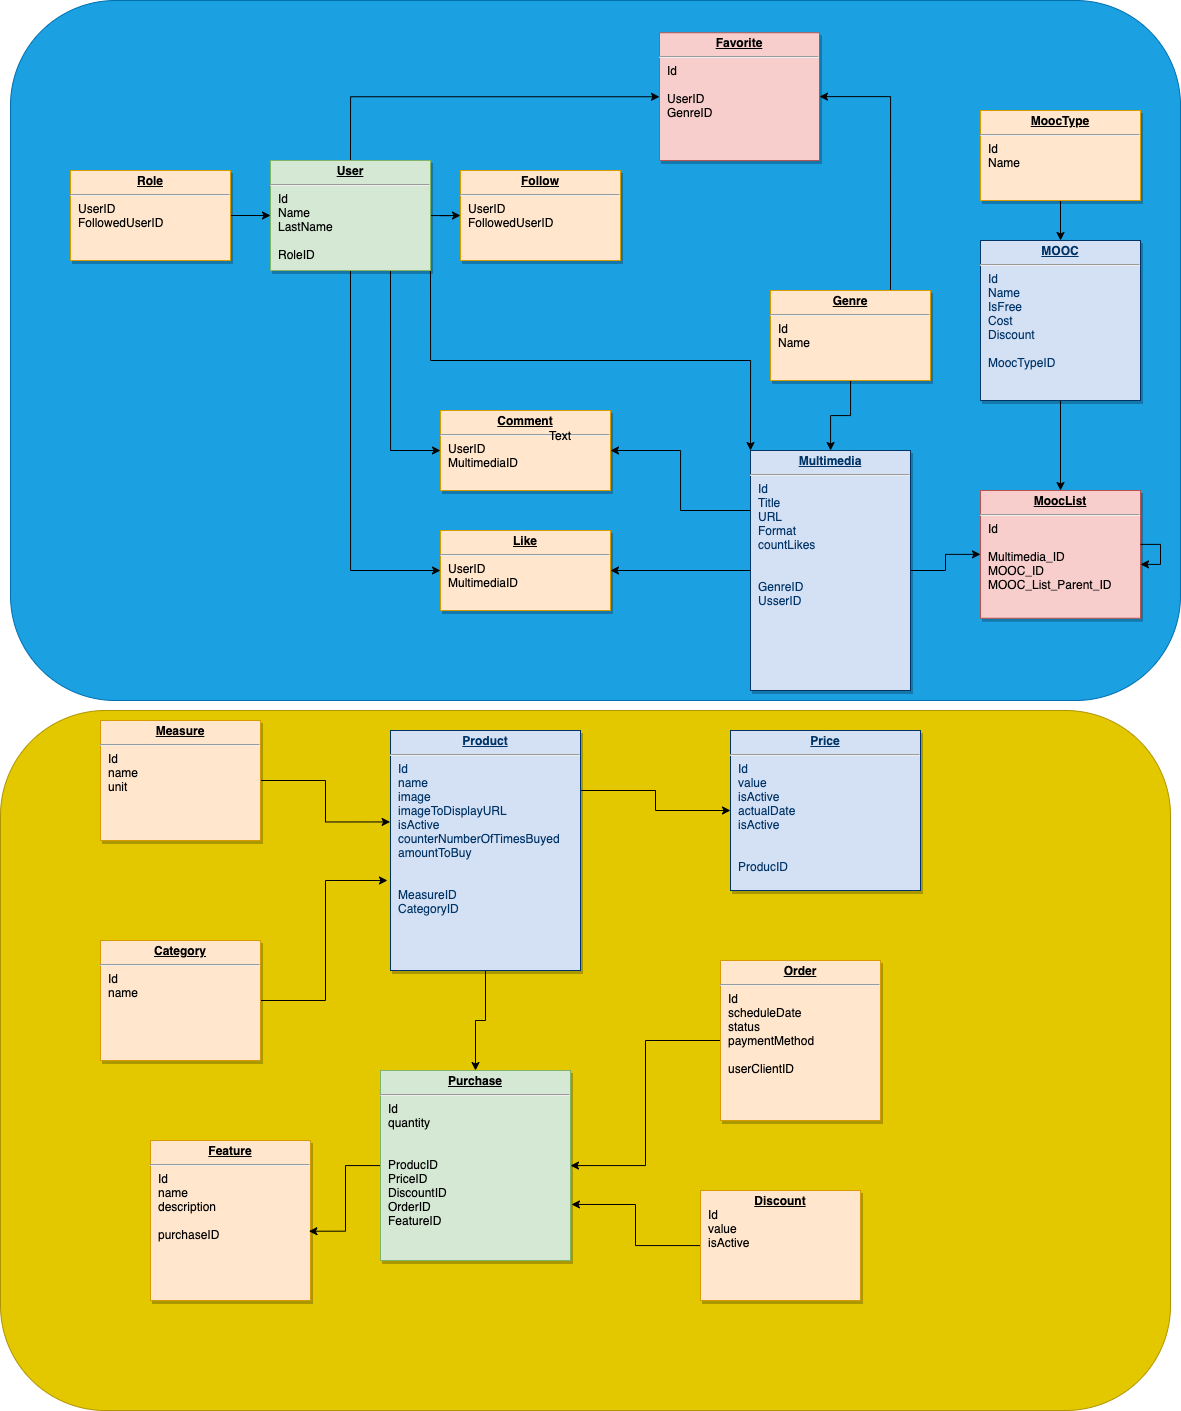 Favorite
Id
UserID
GenreID
MoocType
Id
Name
Role
UserID
FollowedUserID
User
Id
Name
LastName
RoleID
Follow
UserID
FollowedUserID
MOOC
Id
Name
IsFree
Cost
Discount
MoocTypeID
Genre
Id
Name
Comment
Text
UserID
MultimediaID
Multimedia
Id
Title
URL
Format
countLikes
GenreID
UsserID
MoocList
Id
Multimedia_ID
MOOC_ID
MOOC_List_Parent_ID
Like
UserID
MultimediaID
Measure
Id
name
unit
Product
Id
name
image
imageToDisplayURL
isActive
counterNumberOfTimesBuyed
amountToBuy
MeasureID
CategoryID
Price
Id
value
isActive
actualDate
isActive
ProducID
Category
Id
name
Order
Id
scheduleDate
status
paymentMethod
userClientID
Purchase
Id
quantity
ProducID
PriceID
DiscountID
OrderID
FeatureID
Feature
Id
name
description
purchaseID
Discount
Id
value
isActive